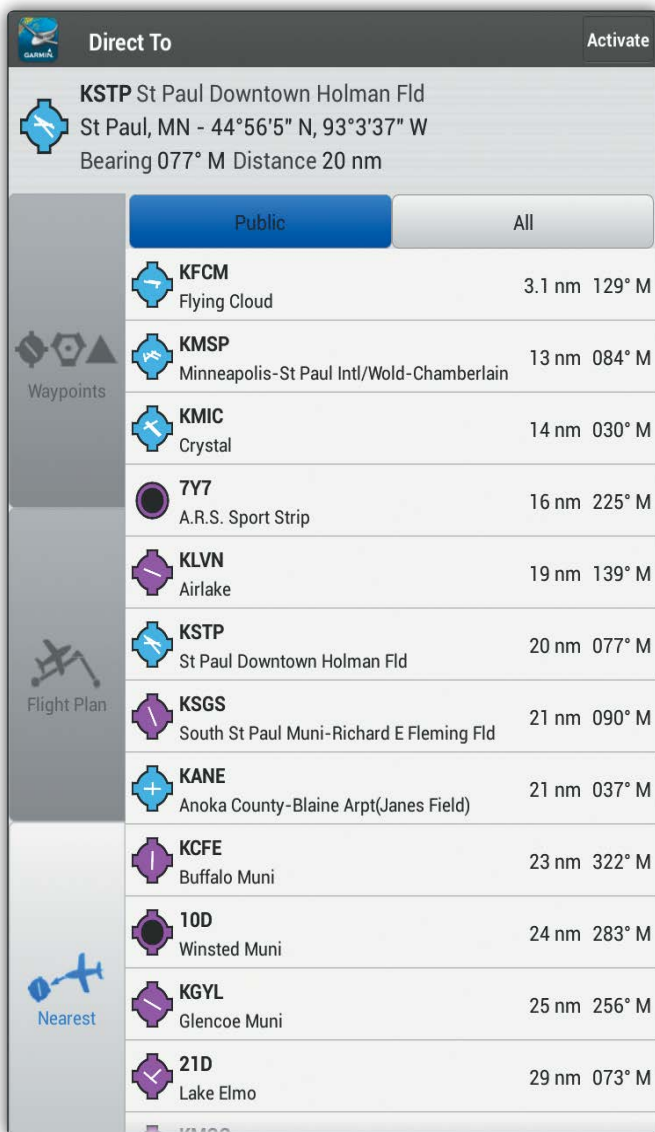 GARMIN
Direct To
Activate
KSTP St Paul Downtown Holman Fld
St Paul, MN - 44°56'5" N, 93°3'37" W
Bearing 077° M Distance 20 nm
Waypoints
Flight Plan
Nearest
Public
All
KFCM
Flying Cloud
3.1 nm 129° M
KMSP
Minneapolis-St Paul Intl/Wold-Chamberlain
13 nm 084° M
KMIC
Crystal
14 nm 030° M
7Y7
A.R.S. Sport Strip
16 nm 225° M
KLVN
Airlake
19 nm 139° M
KSTP
St Paul Downtown Holman Fld
20 nm 077° M
KSGS
South St Paul Muni-Richard E Fleming Fld
21 nm 090° M
KANE
Anoka County-Blaine Arpt(Janes Field)
21 nm 037° M
KCFE
Buffalo Muni
23 nm 322° M
10D
Winsted Muni
24 nm 283° M
KGYL
Glencoe Muni
25 nm 256° M
21D
Lake Elmo
29 nm 073° M